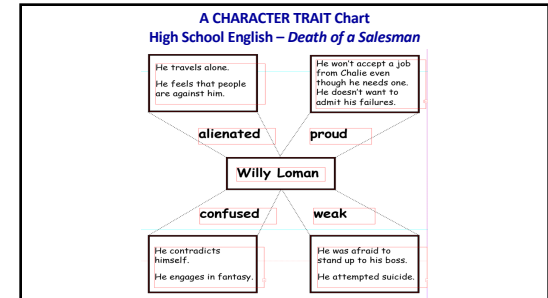 A CHARACTER TRAIT Chart
High School English – Death of a Salesman
He travels alone.
He feels that people
are against him.
He won't accept a job
from Chalie even
though he needs one.
He doesn't want to
admit his failures.
alienated
proud
Willy Loman
confused
weak
He contradicts
himself.
He engages in fantasy.
He was afraid to
stand up to his boss.
He attempted suicide.